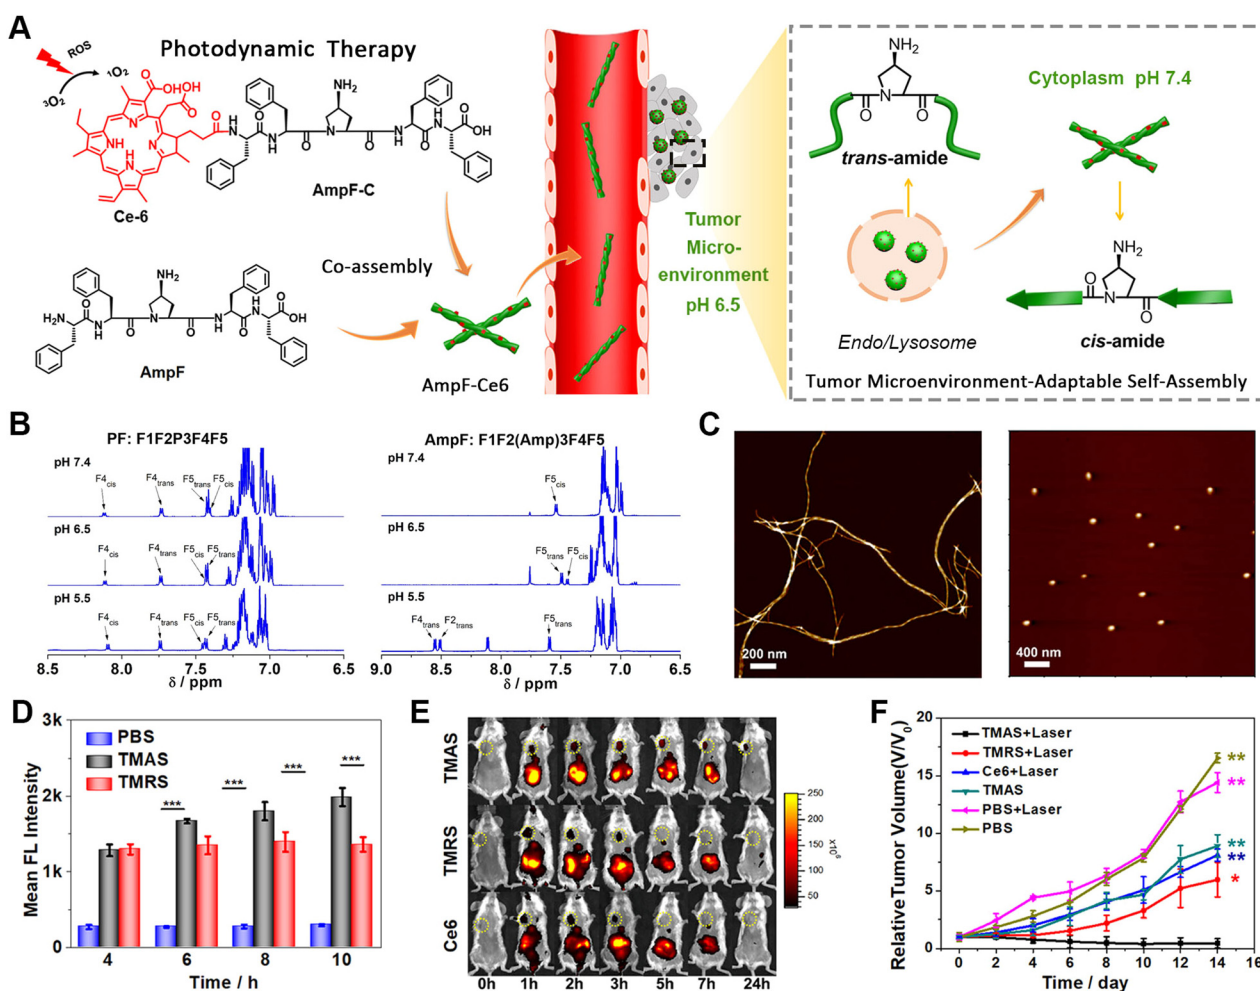 A
Photodynamic Therapy
ROS
¹O₂
³O₂
O
OH
OH
O
O
NH
N
N
HN
Ce-6
H
N
O
N
H
O
NH₂
N
O
H
N
O
N
H
O
OH
AmpF-C
H₂N
O
H
N
O
NH₂
N
O
N
H
O
H
N
O
OH
AmpF
Co-assembly
AmpF-Ce6
Tumor
Micro-
environment
pH 6.5
NH₂
O
N
O
trans-amide
Cytoplasm pH 7.4
NH₂
O
N
O
cis-amide
Endo/Lysosome
Tumor Microenvironment-Adaptable Self-Assembly
B
PF: F1F2P3F4F5
pH 7.4
F4cis
F4trans
F5trans
F5cis
pH 6.5
F4cis
F4trans
F5cis
F5trans
pH 5.5
F4cis
F4trans
F5cis
F5trans
8.5 8.0 7.5 7.0 6.5
δ / ppm
AmpF: F1F2(Amp)3F4F5
pH 7.4
F5cis
pH 6.5
F5trans
F5cis
pH 5.5
F4trans
F2trans
F5trans
9.0 8.5 8.0 7.5 7.0 6.5
δ / ppm
C
200 nm
400 nm
D
Mean FL Intensity
3k
2k
1k
0
PBS
TMAS
TMRS
***
***
***
***
4 6 8 10
Time / h
E
TMAS
TMRS
Ce6
0h 1h 2h 3h 5h 7h 24h
250
200
150
100
50
x10⁶
F
Relative Tumor Volume(V/V₀)
20
15
10
5
0
TMAS+Laser
TMRS+Laser
Ce6+Laser
TMAS
PBS+Laser
PBS
**
**
**
**
*
0 2 4 6 8 10 12 14 16
Time / day